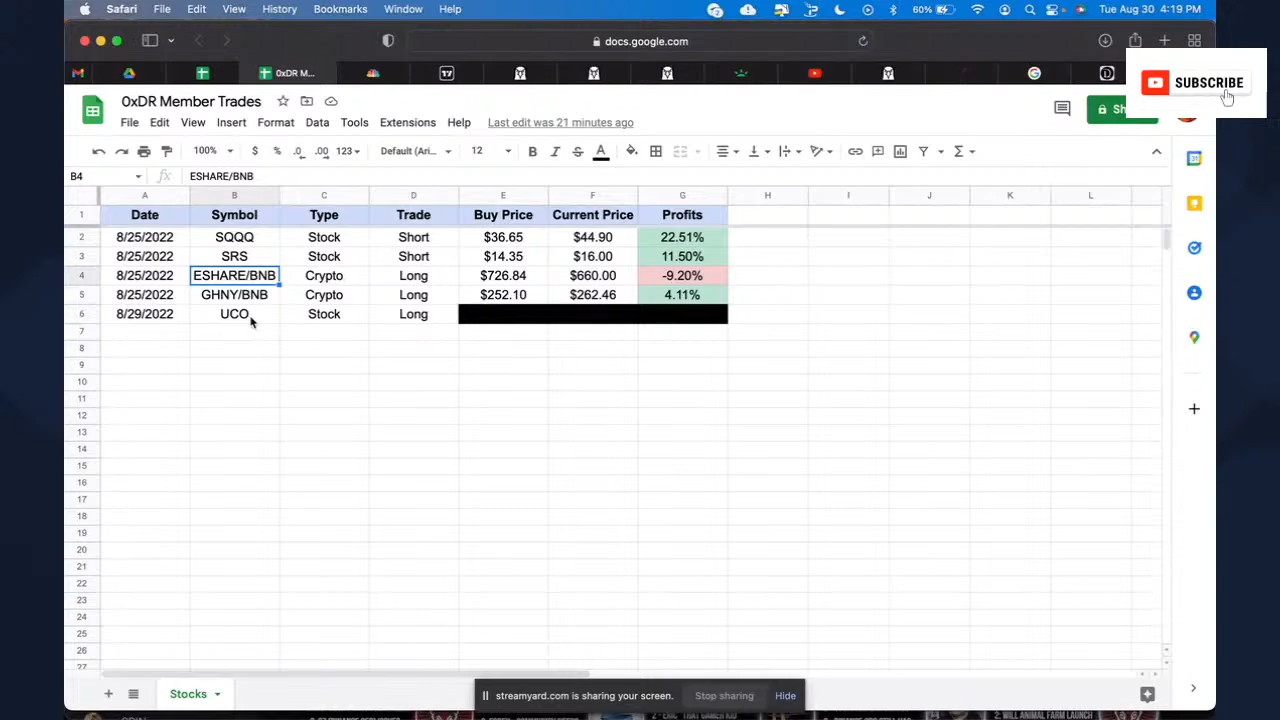 Safari File Edit View History Bookmarks Window Help 60% Tue Aug 30 4:19 PM
docs.google.com
0xDR M...
SUBSCRIBE
0xDR Member Trades
File Edit View Insert Format Data Tools Extensions Help Last edit was 21 minutes ago
100% $ % .0 .00 123 Default (Ari... 12 B I S A
B4 fx ESHARE/BNB
A B C D E F G H I J K L
1 Date Symbol Type Trade Buy Price Current Price Profits
2 8/25/2022 SQQQ Stock Short $36.65 $44.90 22.51%
3 8/25/2022 SRS Stock Short $14.35 $16.00 11.50%
4 8/25/2022 ESHARE/BNB Crypto Long $726.84 $660.00 -9.20%
5 8/25/2022 GHNY/BNB Crypto Long $252.10 $262.46 4.11%
6 8/29/2022 UCO Stock Long
7
8
9
10
11
12
13
14
15
16
17
18
19
20
21
22
23
24
25
26
27
Stocks
streamyard.com is sharing your screen. Stop sharing Hide